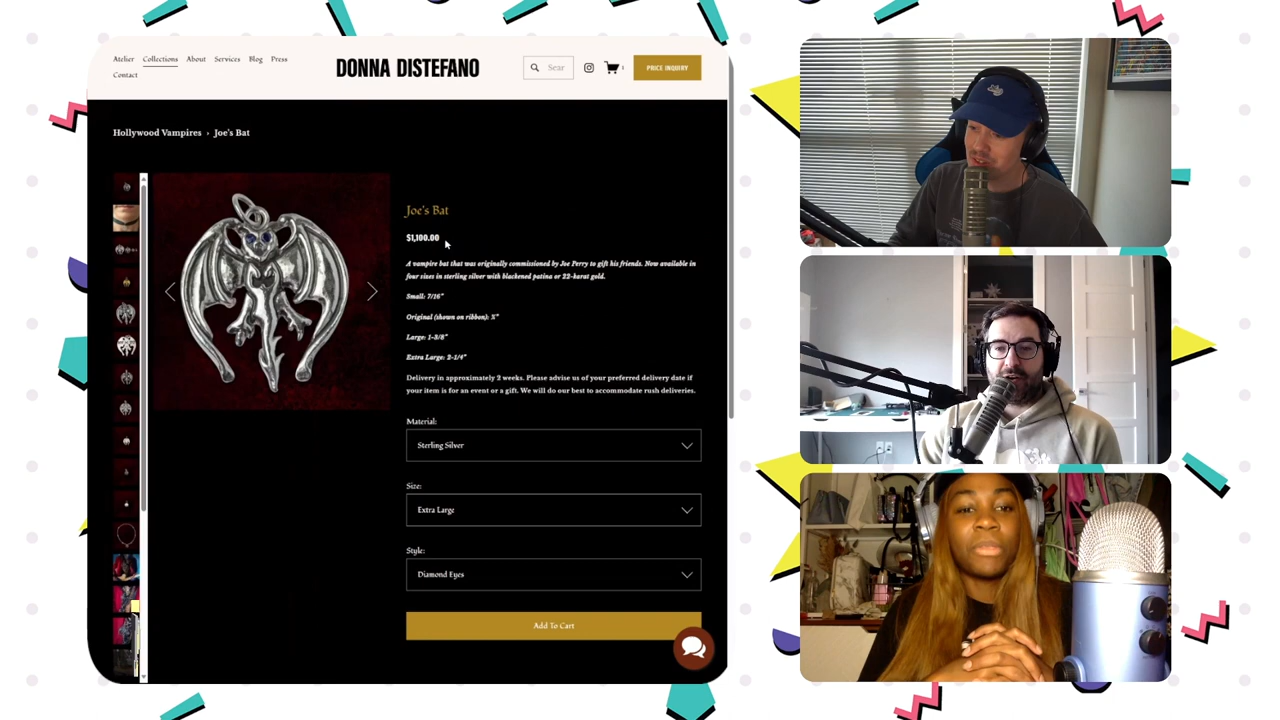 Atelier Collections About Services Blog Press
Contact
DONNA DISTEFANO
Sear
1
PRICE INQUIRY
Hollywood Vampires › Joe's Bat
Joe's Bat
$1,100.00
A vampire bat that was originally commissioned by Joe Perry to gift his friends. Now available in
four sizes in sterling silver with blackened patina or 22-karat gold.
Small: 7/16"
Original (shown on ribbon): ¾"
Large: 1-3/8"
Extra Large: 2-1/4"
Delivery in approximately 2 weeks. Please advise us of your preferred delivery date if
your item is for an event or a gift. We will do our best to accommodate rush deliveries.
Material:
Sterling Silver
Size:
Extra Large
Style:
Diamond Eyes
Add To Cart